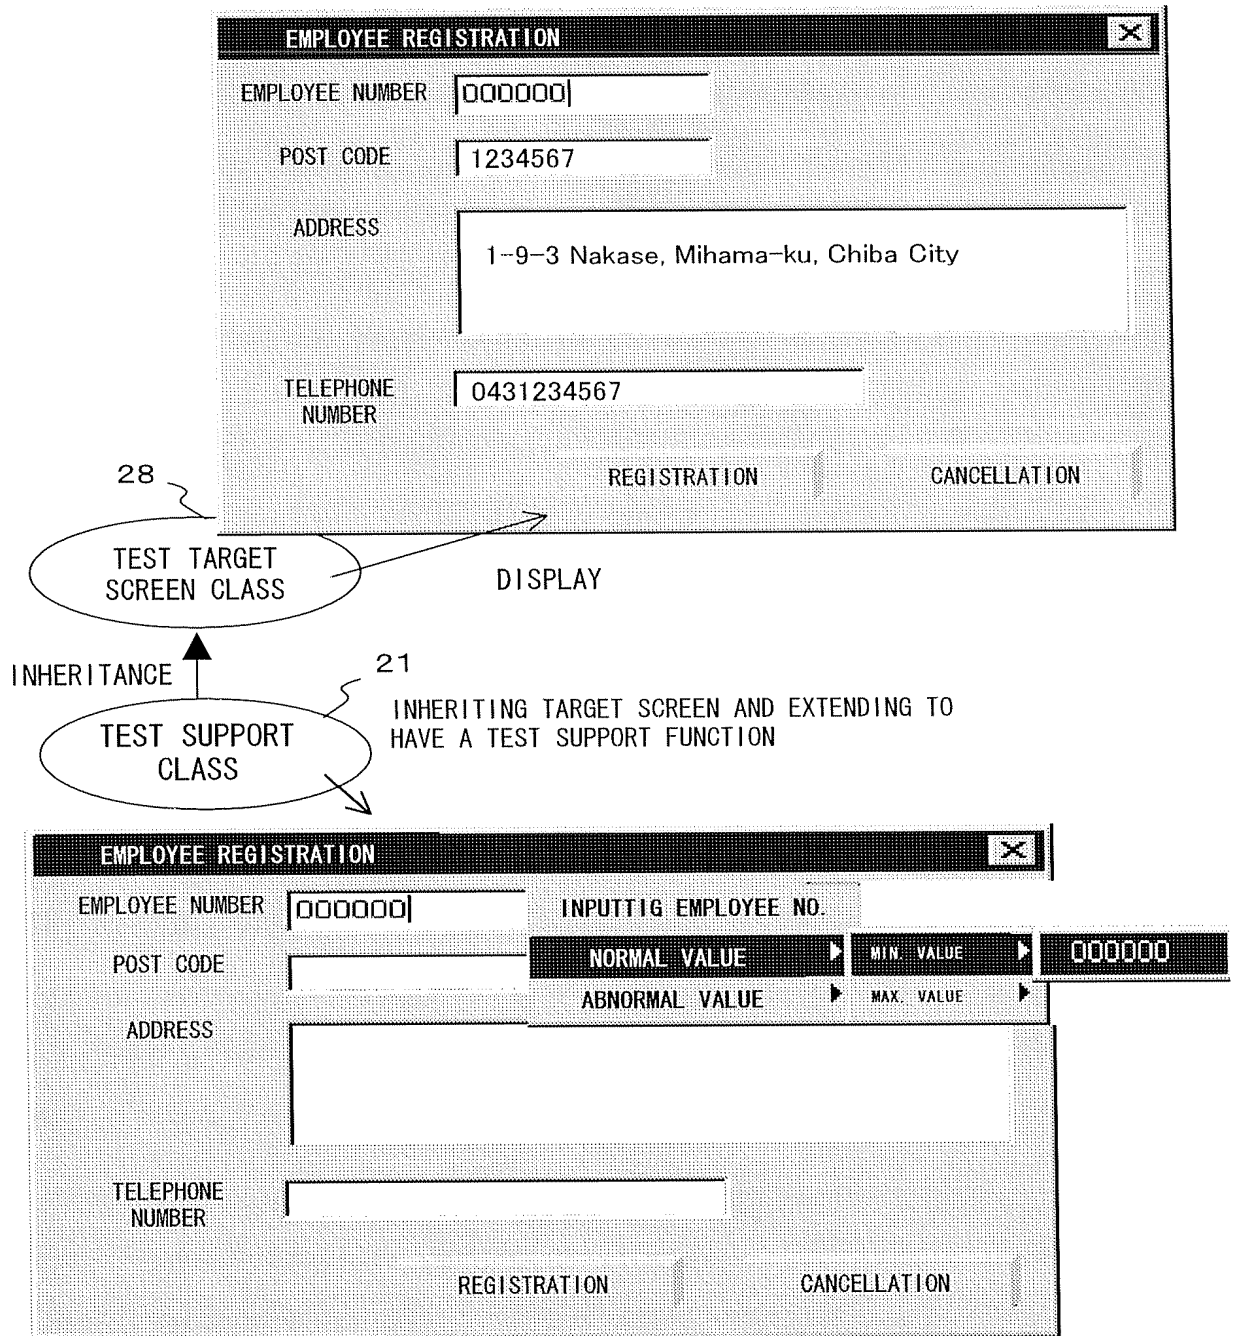 EMPLOYEE REGISTRATION
EMPLOYEE NUMBER 000000
POST CODE 1234567
ADDRESS
1-9-3 Nakase, Mihama-ku, Chiba City
TELEPHONE NUMBER 0431234567
REGISTRATION CANCELLATION
28
TEST TARGET
SCREEN CLASS
DISPLAY
INHERITANCE
21
TEST SUPPORT
CLASS
INHERITING TARGET SCREEN AND EXTENDING TO
HAVE A TEST SUPPORT FUNCTION
EMPLOYEE REGISTRATION
EMPLOYEE NUMBER 000000 INPUTTIG EMPLOYEE NO.
POST CODE NORMAL VALUE MIN. VALUE 000000
ABNORMAL VALUE MAX. VALUE
ADDRESS
TELEPHONE
NUMBER
REGISTRATION CANCELLATION